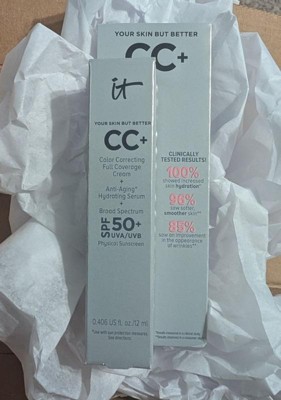 YOUR SKIN BUT BETTER
CC+
CLINICALLY
TESTED RESULTS!
100%
showed increased
skin hydration*
96%
saw softer,
smoother skin**
85%
saw an improvement
in the appearance
of wrinkles**
it
YOUR SKIN BUT BETTER
CC+
Color Correcting
Full Coverage
Cream
+
Anti-Aging*
Hydrating Serum
+
Broad Spectrum
SPF 50+
UVA/UVB
Physical Sunscreen
0.406 US fl. oz./12 ml